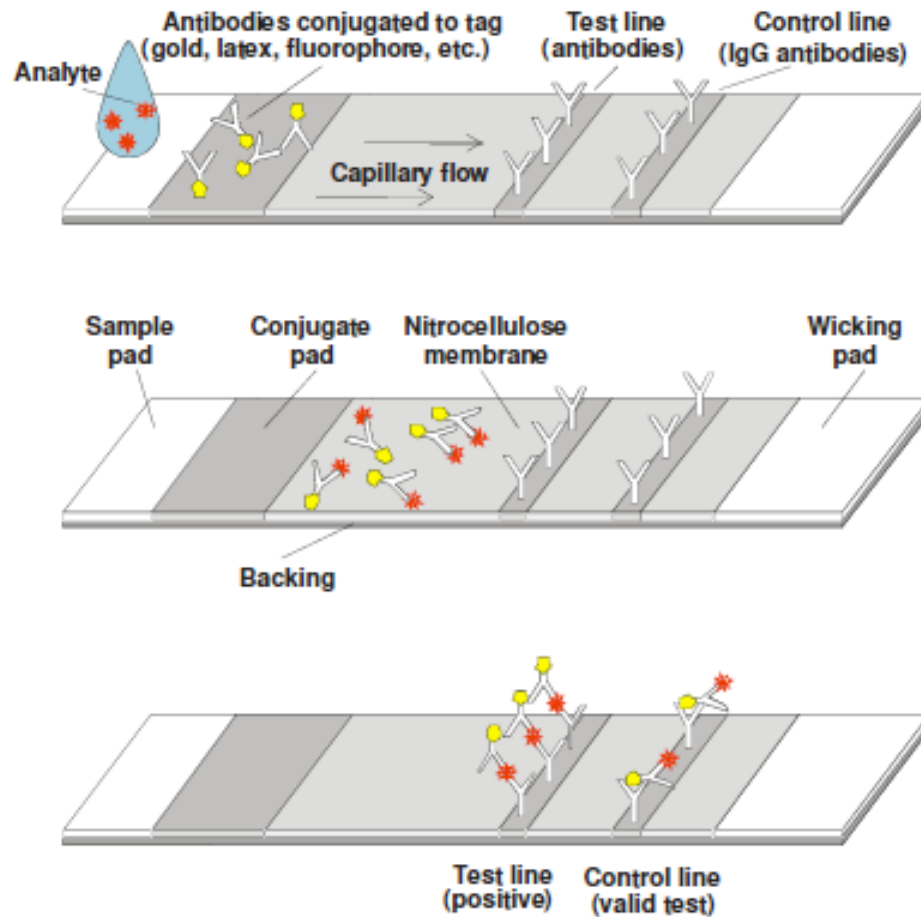 Analyte
Antibodies conjugated to tag
(gold, latex, fluorophore, etc.)
Test line
(antibodies)
Control line
(IgG antibodies)
Capillary flow
Sample
pad
Conjugate
pad
Nitrocellulose
membrane
Wicking
pad
Backing
Test line
(positive)
Control line
(valid test)